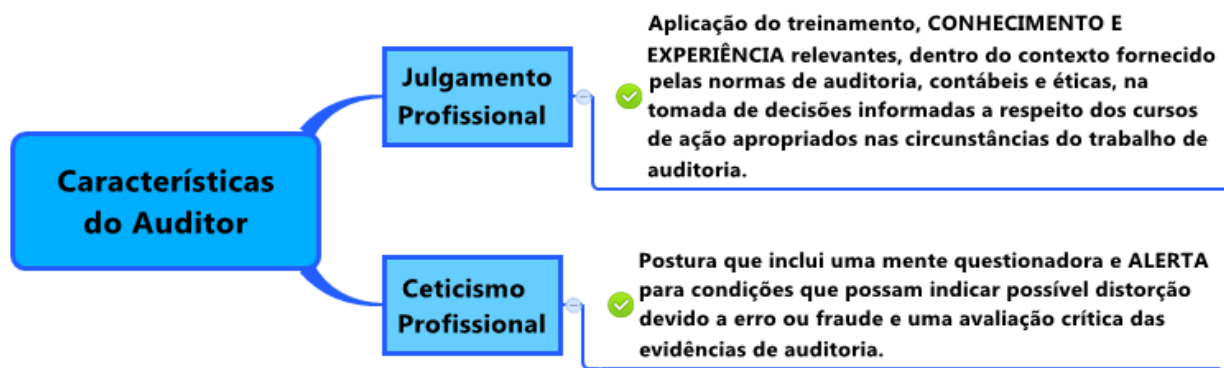 Características
do Auditor
Julgamento
Profissional
Aplicação do treinamento, CONHECIMENTO E
EXPERIÊNCIA relevantes, dentro do contexto fornecido
pelas normas de auditoria, contábeis e éticas, na
tomada de decisões informadas a respeito dos cursos
de ação apropriados nas circunstâncias do trabalho de
auditoria.
Ceticismo
Profissional
Postura que inclui uma mente questionadora e ALERTA
para condições que possam indicar possível distorção
devido a erro ou fraude e uma avaliação crítica das
evidências de auditoria.